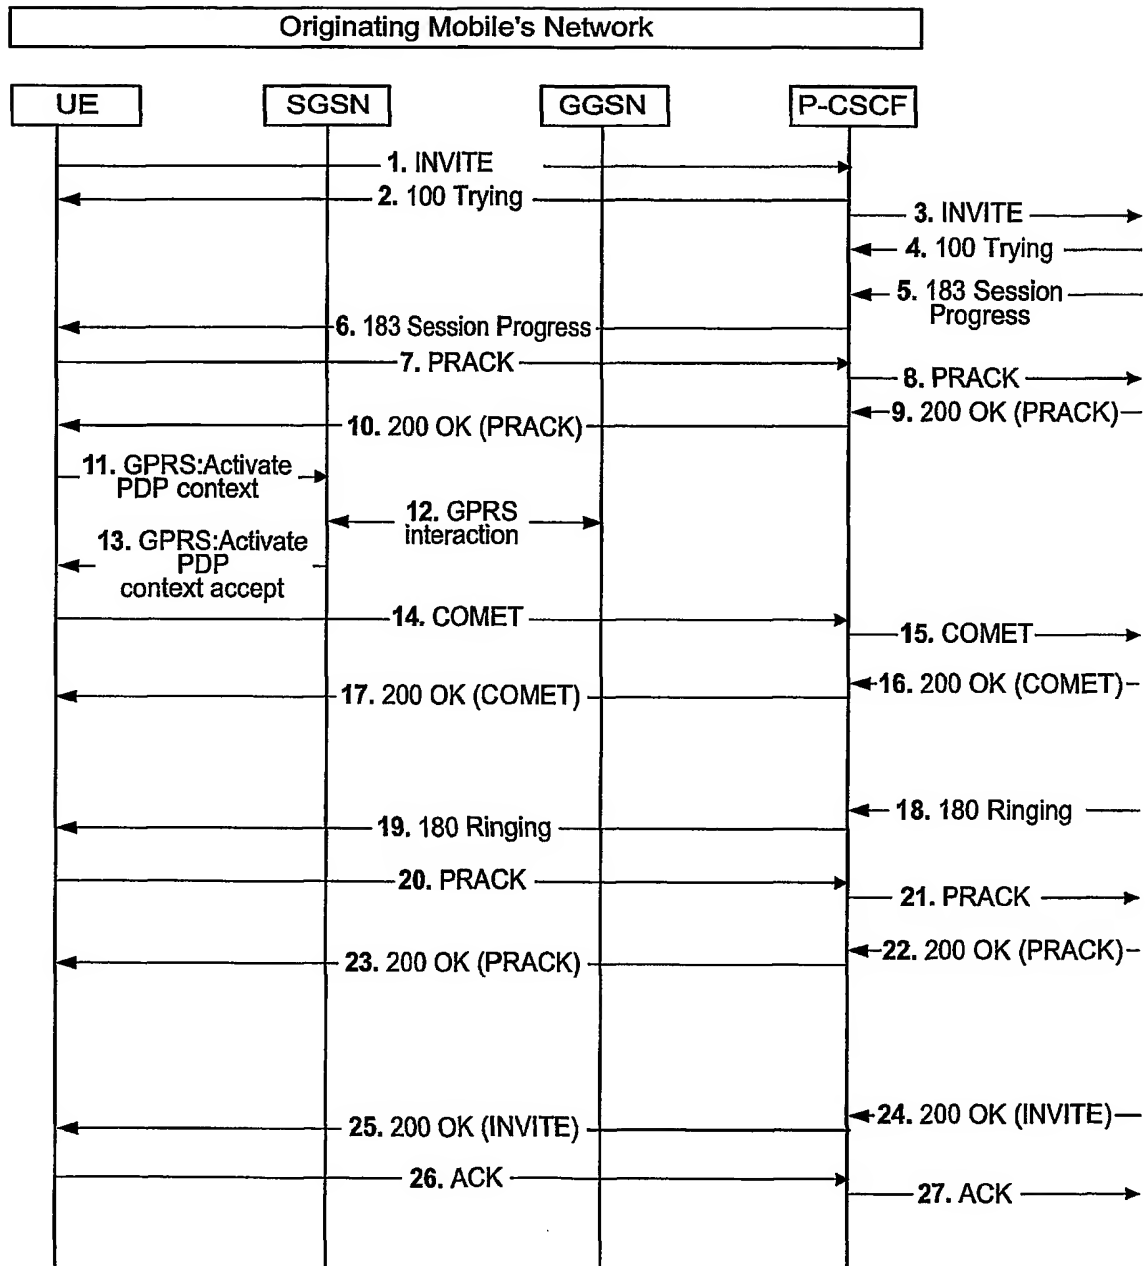 Originating Mobile's Network
UE
SGSN
GGSN
P-CSCF
1. INVITE
2. 100 Trying
3. INVITE
4. 100 Trying
5. 183 Session
Progress
6. 183 Session Progress
7. PRACK
8. PRACK
9. 200 OK (PRACK)
10. 200 OK (PRACK)
11. GPRS:Activate
PDP context
12. GPRS
interaction
13. GPRS:Activate
PDP
context accept
14. COMET
15. COMET
16. 200 OK (COMET)
17. 200 OK (COMET)
18. 180 Ringing
19. 180 Ringing
20. PRACK
21. PRACK
22. 200 OK (PRACK)
23. 200 OK (PRACK)
24. 200 OK (INVITE)
25. 200 OK (INVITE)
26. ACK
27. ACK